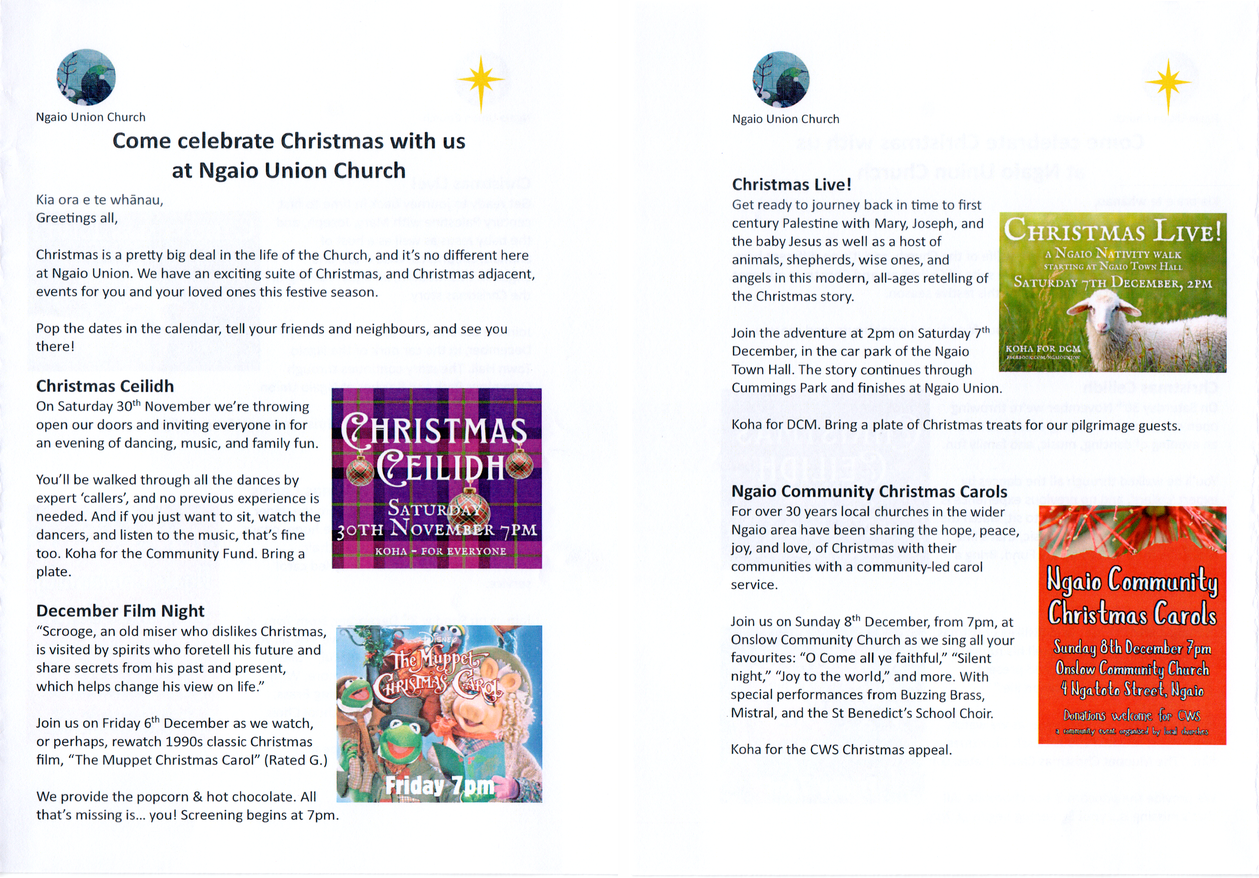 Ngaio Union Church
Come celebrate Christmas with us
at Ngaio Union Church
Kia ora e te whānau,
Greetings all,
Christmas is a pretty big deal in the life of the Church, and it's no different here
at Ngaio Union. We have an exciting suite of Christmas, and Christmas adjacent,
events for you and your loved ones this festive season.
Pop the dates in the calendar, tell your friends and neighbours, and see you
there!
Christmas Ceilidh
On Saturday 30th November we're throwing
open our doors and inviting everyone in for
an evening of dancing, music, and family fun.
You'll be walked through all the dances by
expert 'callers', and no previous experience is
needed. And if you just want to sit, watch the
dancers, and listen to the music, that's fine
too. Koha for the Community Fund. Bring a
plate.
Christmas
Ceilidh
Saturday
30th November 7pm
Koha – for everyone
December Film Night
"Scrooge, an old miser who dislikes Christmas,
is visited by spirits who foretell his future and
share secrets from his past and present,
which helps change his view on life."
Join us on Friday 6th December as we watch,
or perhaps, rewatch 1990s classic Christmas
film, "The Muppet Christmas Carol" (Rated G.)
We provide the popcorn & hot chocolate. All
that's missing is... you! Screening begins at 7pm.
Disney
The Muppet
Christmas Carol
Friday 7pm
Ngaio Union Church
Christmas Live!
Get ready to journey back in time to first
century Palestine with Mary, Joseph, and
the baby Jesus as well as a host of
animals, shepherds, wise ones, and
angels in this modern, all-ages retelling of
the Christmas story.
Join the adventure at 2pm on Saturday 7th
December, in the car park of the Ngaio
Town Hall. The story continues through
Cummings Park and finishes at Ngaio Union.
Koha for DCM. Bring a plate of Christmas treats for our pilgrimage guests.
Christmas Live!
A Ngaio Nativity Walk
starting at Ngaio Town Hall
Saturday 7th December, 2pm
Koha for DCM
Ngaio Community Christmas Carols
For over 30 years local churches in the wider
Ngaio area have been sharing the hope, peace,
joy, and love, of Christmas with their
communities with a community-led carol
service.
Join us on Sunday 8th December, from 7pm, at
Onslow Community Church as we sing all your
favourites: "O Come all ye faithful," "Silent
night," "Joy to the world," and more. With
special performances from Buzzing Brass,
Mistral, and the St Benedict's School Choir.
Koha for the CWS Christmas appeal.
Ngaio Community
Christmas Carols
Sunday 8th December 7pm
Onslow Community Church
4 Ngatoto Street, Ngaio
Donations welcome for CWS
a community event organised by local churches